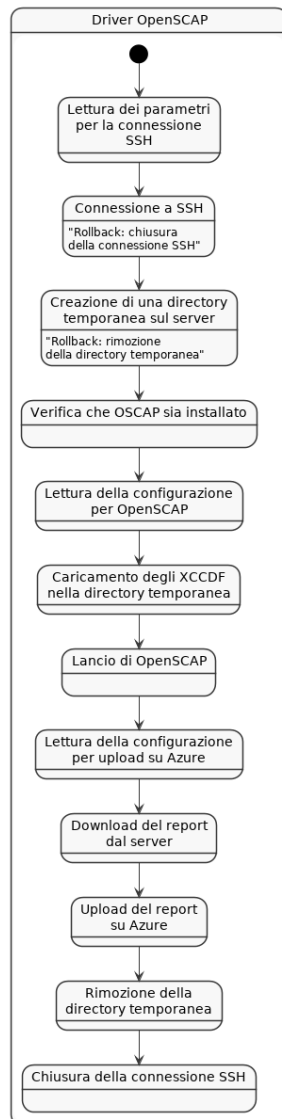 Driver OpenSCAP
Lettura dei parametri
per la connessione
SSH
Connessione a SSH
"Rollback: chiusura
della connessione SSH"
Creazione di una directory
temporanea sul server
"Rollback: rimozione
della directory temporanea"
Verifica che OSCAP sia installato
Lettura della configurazione
per OpenSCAP
Caricamento degli XCCDF
nella directory temporanea
Lancio di OpenSCAP
Lettura della configurazione
per upload su Azure
Download del report
dal server
Upload del report
su Azure
Rimozione della
directory temporanea
Chiusura della connessione SSH